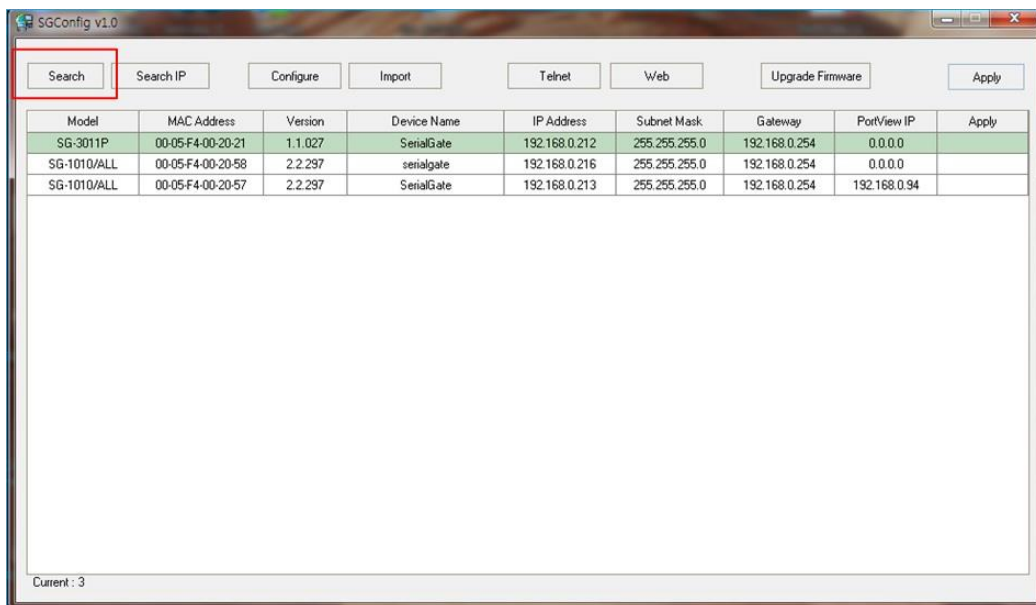 SGConfig v1.0
Search Search IP Configure Import Telnet Web Upgrade Firmware Apply
Model MAC Address Version Device Name IP Address Subnet Mask Gateway PortView IP Apply
SG-3011P 00-05-F4-00-20-21 1.1.027 SerialGate 192.168.0.212 255.255.255.0 192.168.0.254 0.0.0.0
SG-1010/ALL 00-05-F4-00-20-58 2.2.297 serialgate 192.168.0.216 255.255.255.0 192.168.0.254 0.0.0.0
SG-1010/ALL 00-05-F4-00-20-57 2.2.297 SerialGate 192.168.0.213 255.255.255.0 192.168.0.254 192.168.0.94
Current : 3